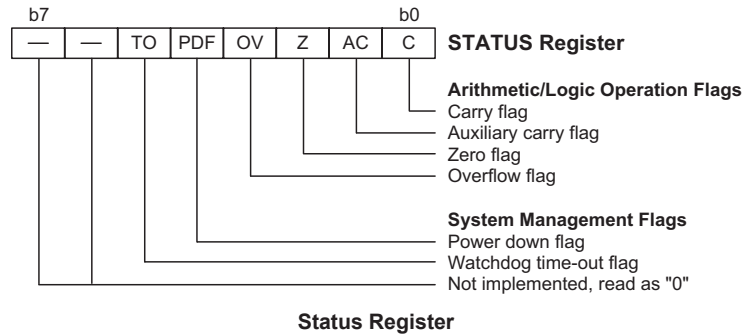 b7 b0
— — TO PDF OV Z AC C STATUS Register
Arithmetic/Logic Operation Flags
Carry flag
Auxiliary carry flag
Zero flag
Overflow flag
System Management Flags
Power down flag
Watchdog time-out flag
Not implemented, read as "0"
Status Register